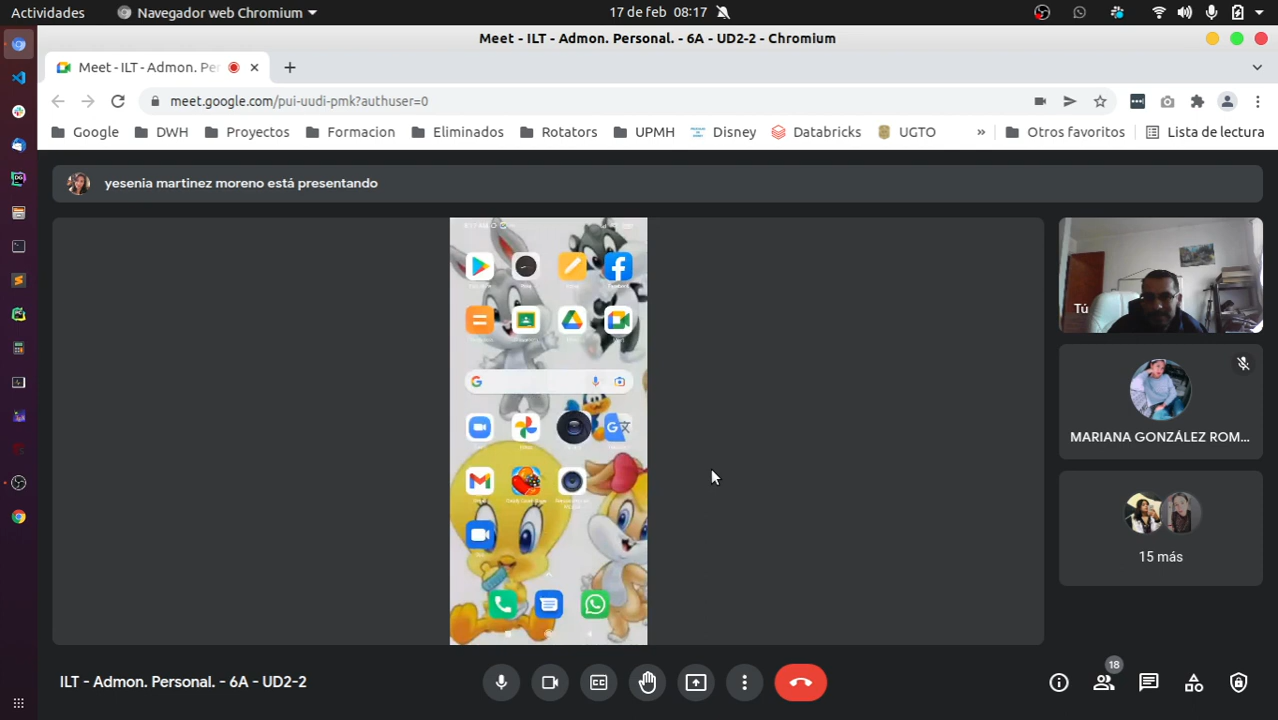 Actividades
Navegador web Chromium
17 de feb 08:17
Meet - ILT - Admon. Personal. - 6A - UD2-2 - Chromium
Meet - ILT - Admon. Per
meet.google.com/pui-uudi-pmk?authuser=0
Google
DWH
Proyectos
Formacion
Eliminados
Rotators
UPMH
Disney
Databricks
UGTO
»
Otros favoritos
Lista de lectura
yesenia martinez moreno está presentando
Tú
MARIANA GONZÁLEZ ROM...
15 más
ILT - Admon. Personal. - 6A - UD2-2
18